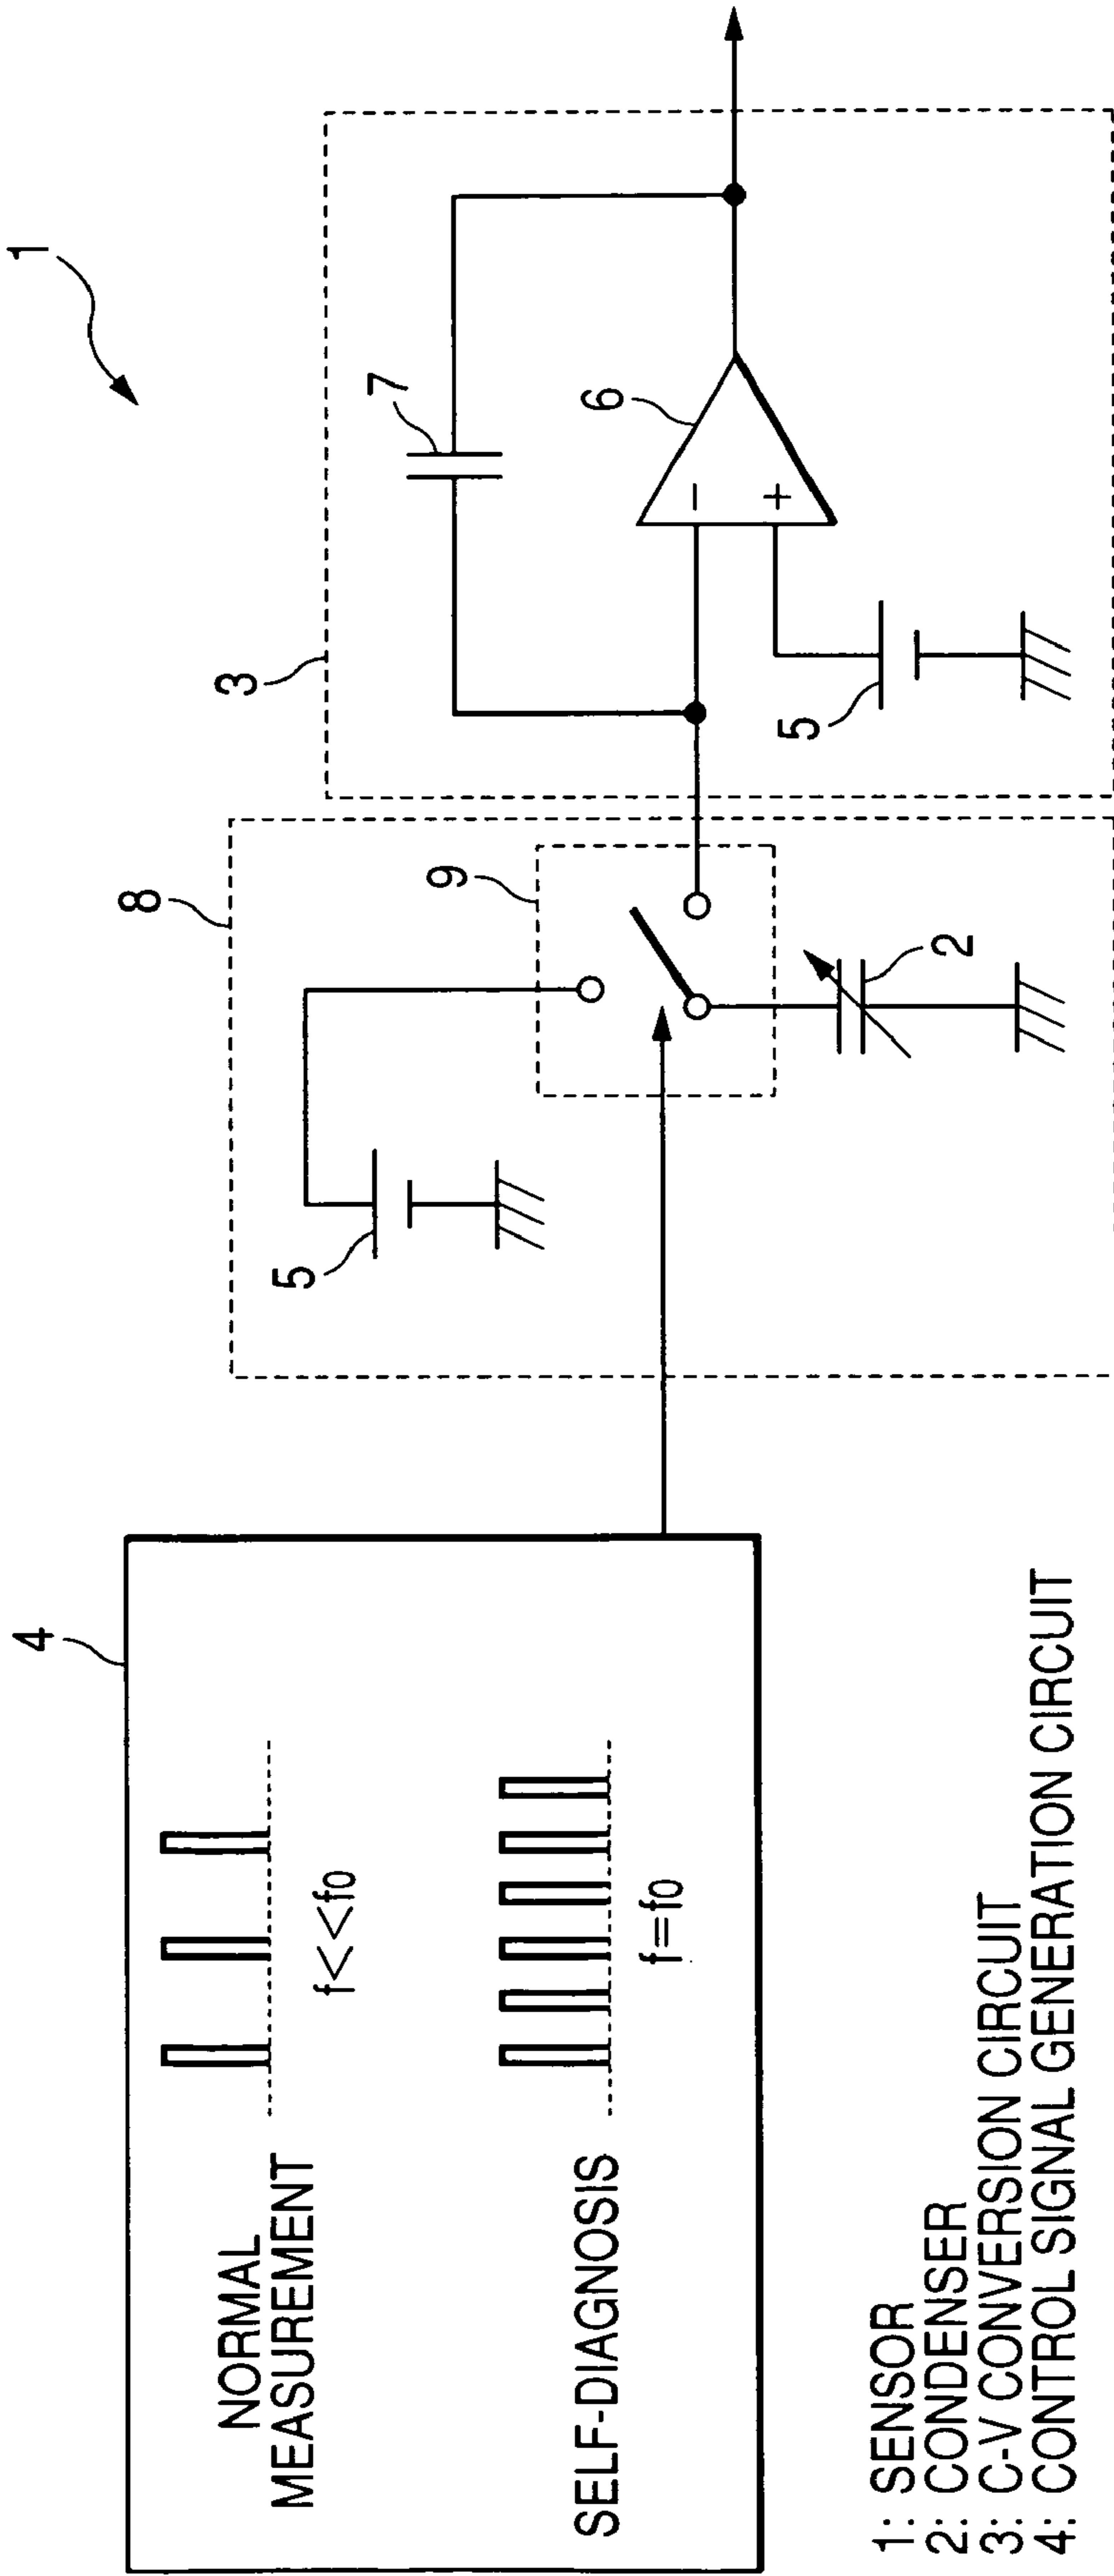 1
4
NORMAL
MEASUREMENT
f<<f0
SELF-DIAGNOSIS
f=f0
8
5
9
2
3
7
6
−
+
5
1: SENSOR
2: CONDENSER
3: C-V CONVERSION CIRCUIT
4: CONTROL SIGNAL GENERATION CIRCUIT